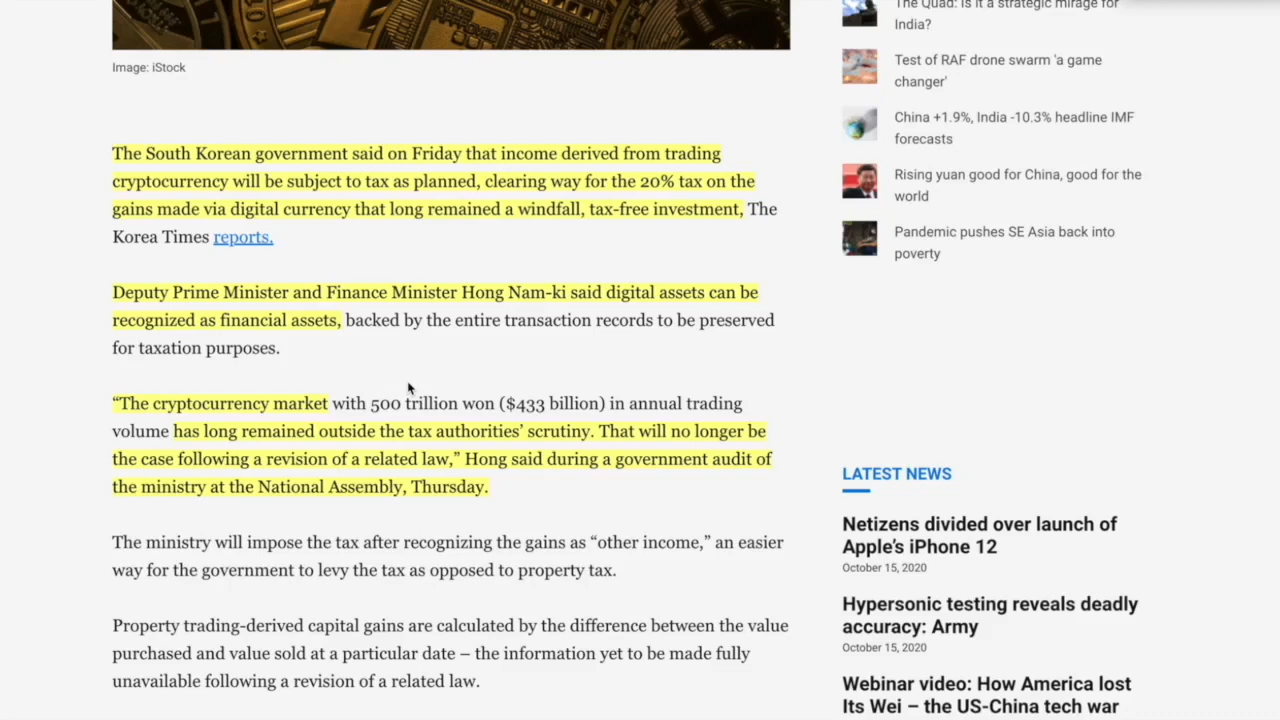 Image: iStock
The South Korean government said on Friday that income derived from trading
cryptocurrency will be subject to tax as planned, clearing way for the 20% tax on the
gains made via digital currency that long remained a windfall, tax-free investment, The
Korea Times reports.
Deputy Prime Minister and Finance Minister Hong Nam-ki said digital assets can be
recognized as financial assets, backed by the entire transaction records to be preserved
for taxation purposes.
“The cryptocurrency market with 500 trillion won ($433 billion) in annual trading
volume has long remained outside the tax authorities’ scrutiny. That will no longer be
the case following a revision of a related law,” Hong said during a government audit of
the ministry at the National Assembly, Thursday.
The ministry will impose the tax after recognizing the gains as “other income,” an easier
way for the government to levy the tax as opposed to property tax.
Property trading-derived capital gains are calculated by the difference between the value
purchased and value sold at a particular date – the information yet to be made fully
unavailable following a revision of a related law.
The Quad: Is it a strategic mirage for
India?
Test of RAF drone swarm 'a game
changer'
China +1.9%, India -10.3% headline IMF
forecasts
Rising yuan good for China, good for the
world
Pandemic pushes SE Asia back into
poverty
LATEST NEWS
Netizens divided over launch of
Apple’s iPhone 12
October 15, 2020
Hypersonic testing reveals deadly
accuracy: Army
October 15, 2020
Webinar video: How America lost
Its Wei – the US-China tech war